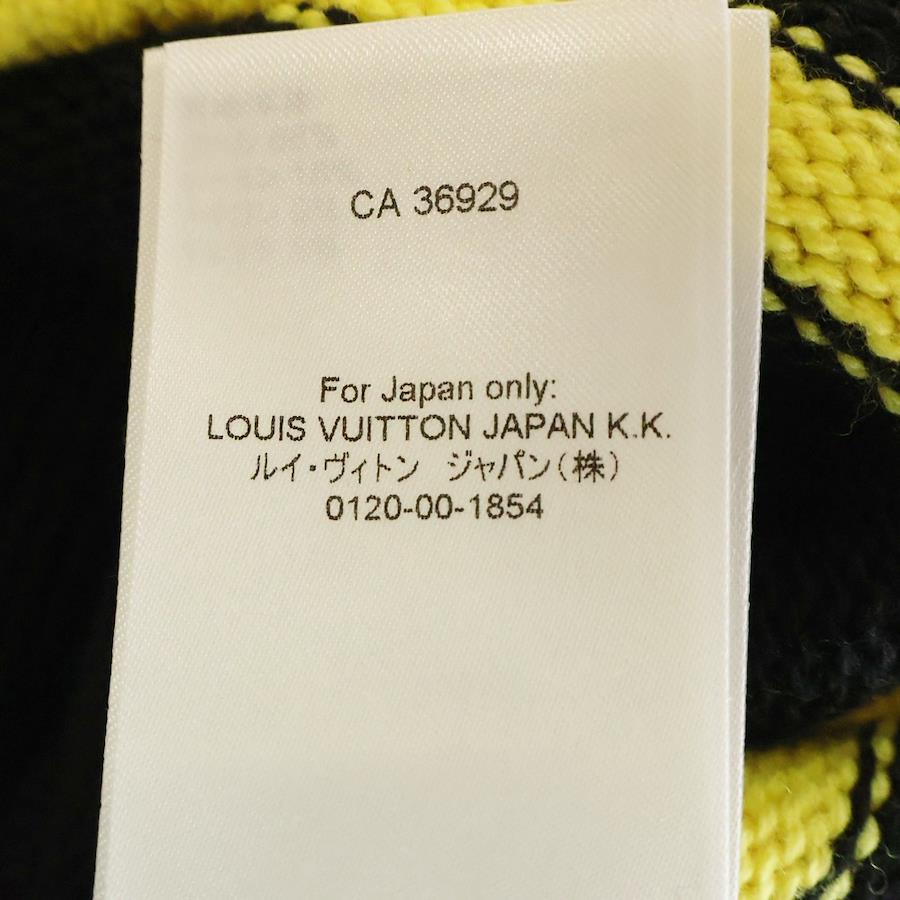 CA 36929
For Japan only:
LOUIS VUITTON JAPAN K.K.
ルイ・ヴィトン　ジャパン(株)
0120-00-1854